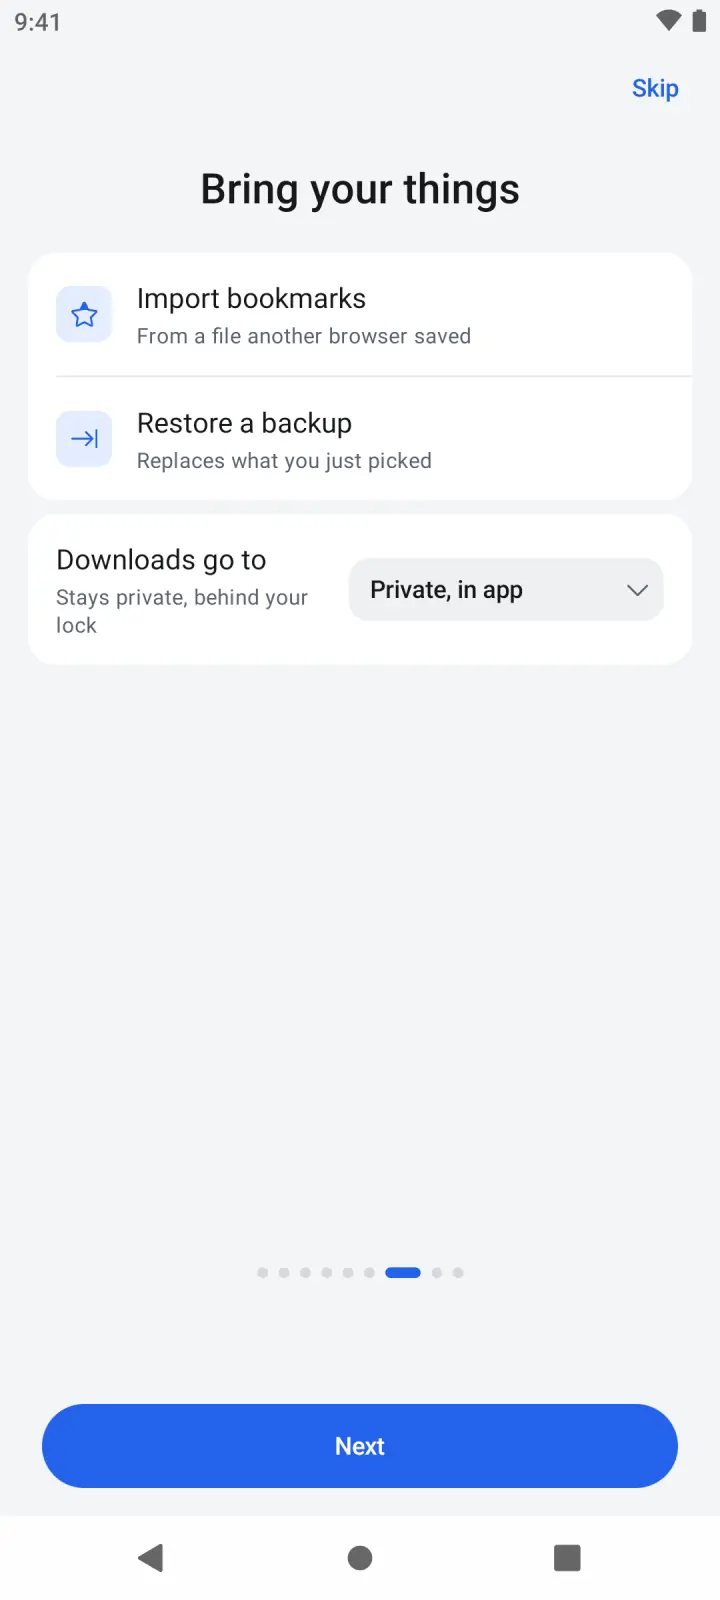 9:41
Skip
Bring your things
Import bookmarks
From a file another browser saved
Restore a backup
Replaces what you just picked
Downloads go to
Stays private, behind your
lock
Private, in app
Next